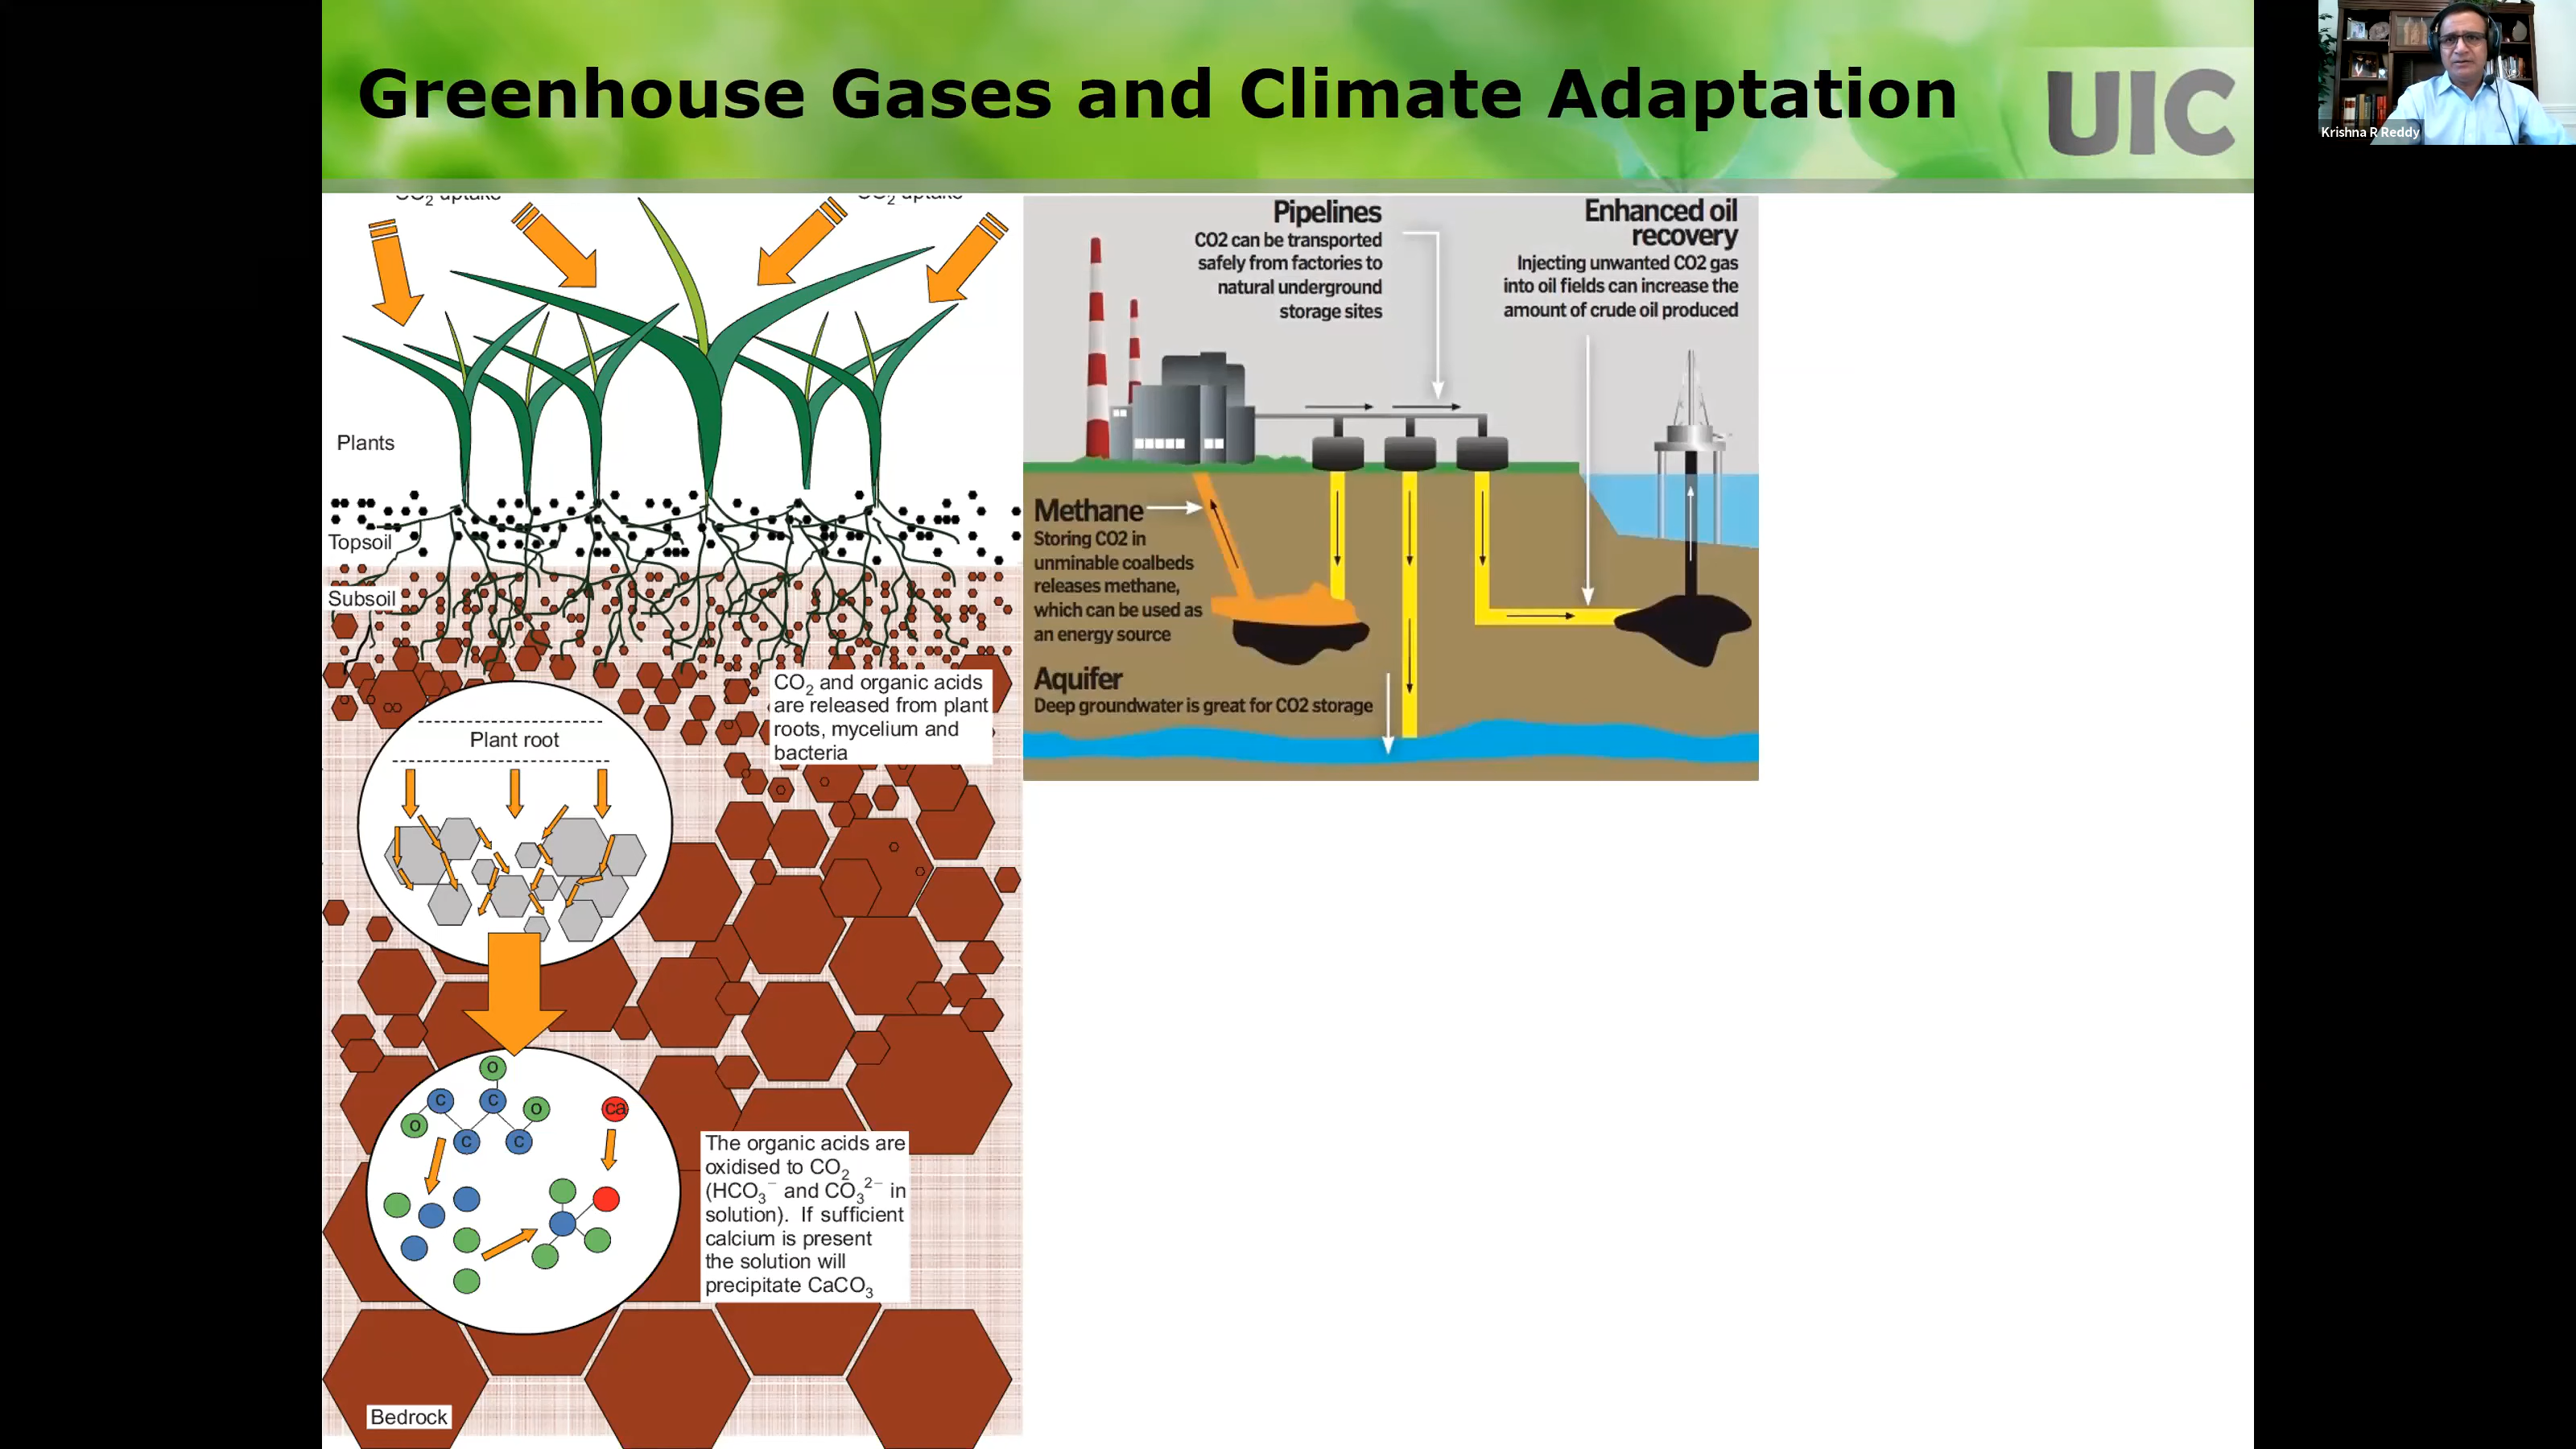 Greenhouse Gases and Climate Adaptation
UIC
Krishna R Reddy
CO2 uptake
CO2 uptake
Plants
Topsoil
Subsoil
CO2 and organic acids
are released from plant
roots, mycelium and
bacteria
Plant root
O
C
C
O
O
C
C
ca
The organic acids are
oxidised to CO2
(HCO3⁻ and CO3²⁻ in
solution). If sufficient
calcium is present
the solution will
precipitate CaCO3
Bedrock
Pipelines
CO2 can be transported
safely from factories to
natural underground
storage sites
Enhanced oil
recovery
Injecting unwanted CO2 gas
into oil fields can increase the
amount of crude oil produced
Methane
Storing CO2 in
unminable coalbeds
releases methane,
which can be used as
an energy source
Aquifer
Deep groundwater is great for CO2 storage